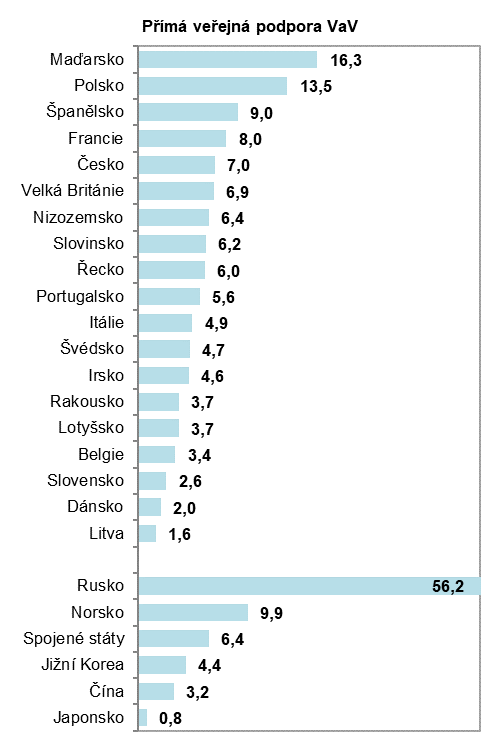 Přímá veřejná podpora VaV
Maďarsko 16,3
Polsko 13,5
Španělsko 9,0
Francie 8,0
Česko 7,0
Velká Británie 6,9
Nizozemsko 6,4
Slovinsko 6,2
Řecko 6,0
Portugalsko 5,6
Itálie 4,9
Švédsko 4,7
Irsko 4,6
Rakousko 3,7
Lotyšsko 3,7
Belgie 3,4
Slovensko 2,6
Dánsko 2,0
Litva 1,6
Rusko 56,2
Norsko 9,9
Spojené státy 6,4
Jižní Korea 4,4
Čína 3,2
Japonsko 0,8